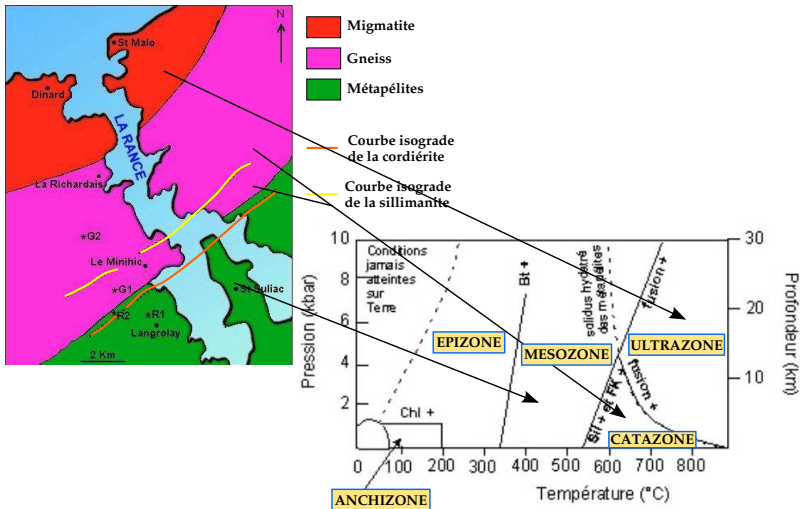 N
St Malo
Dinard
LA RANCE
La Richardais
G2
Le Minihic
G1
St Suliac
R2
R1
Langrolay
2 Km
Migmatite
Gneiss
Métapélites
Courbe isograde
de la cordiérite
Courbe isograde
de la sillimanite
10
8
6
4
2
Pression (kbar)
Conditions
jamais
atteintes
sur
Terre
Bt +
solidus hydraté
des métapélites
fusion +
30
20
10
Profondeur (km)
EPIZONE
MESOZONE
ULTRAZONE
Chl +
Sil + et FK +
fusion +
CATAZONE
0
100
200
300
400
500
600
700
800
Température (°C)
ANCHIZONE